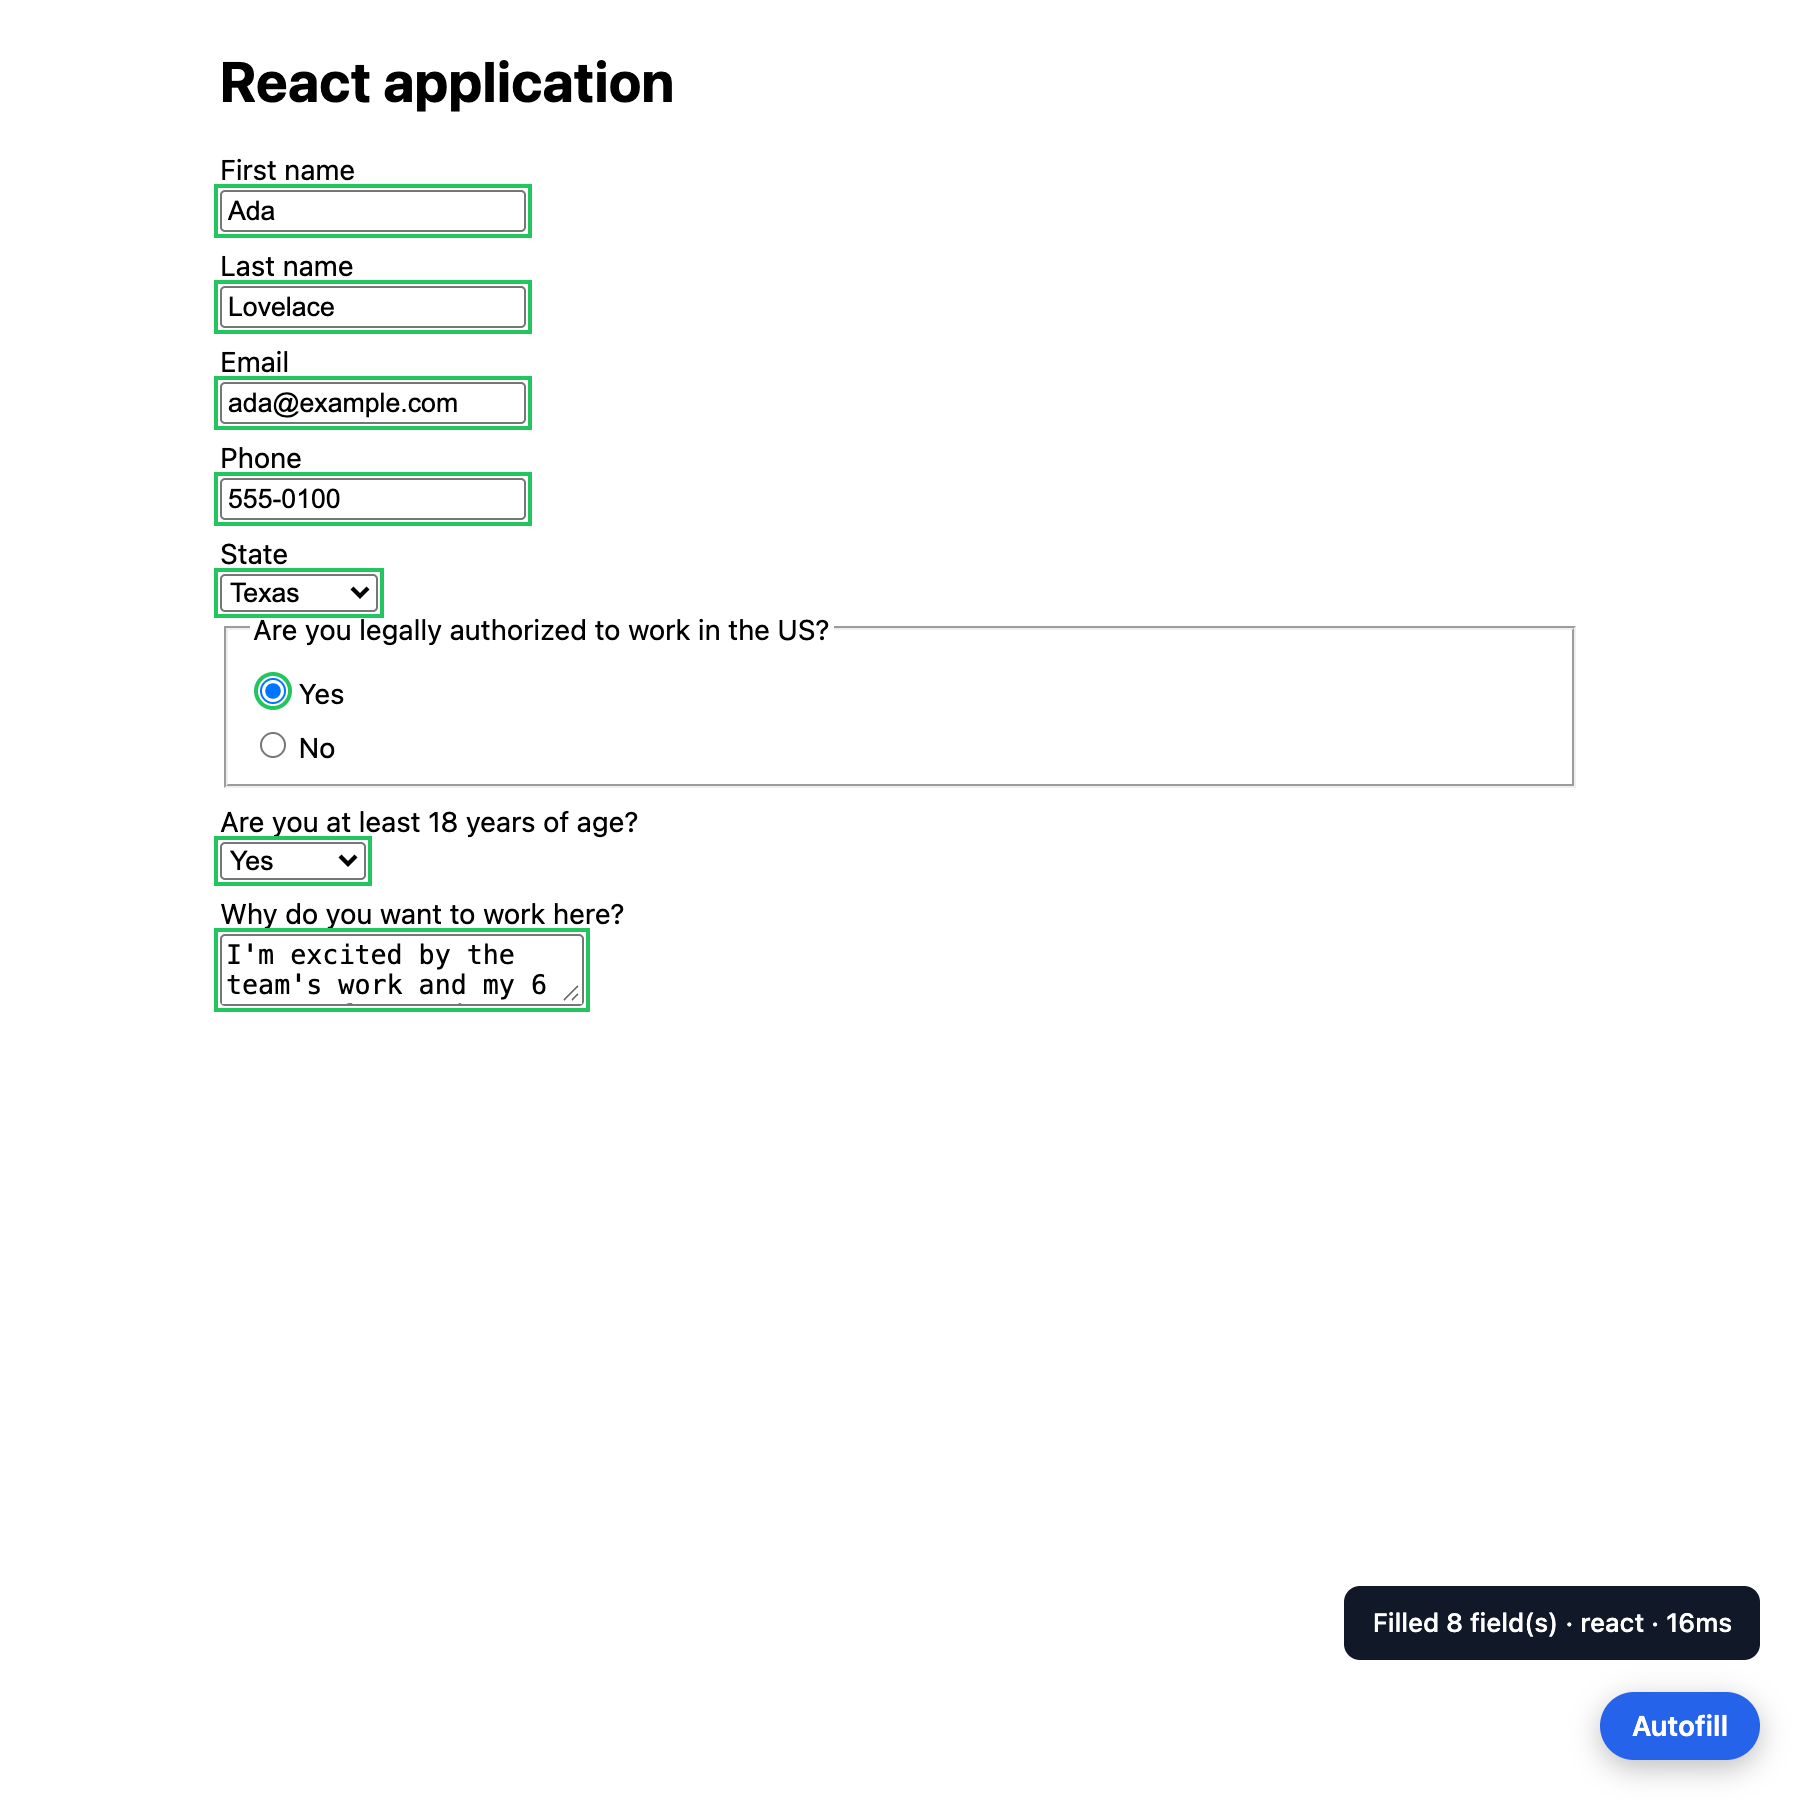 React application
First name
Ada
Last name
Lovelace
Email
ada@example.com
Phone
555-0100
State
Texas
Are you legally authorized to work in the US?
Yes
No
Are you at least 18 years of age?
Yes
Why do you want to work here?
I'm excited by the
team's work and my 6
Filled 8 field(s) · react · 16ms
Autofill